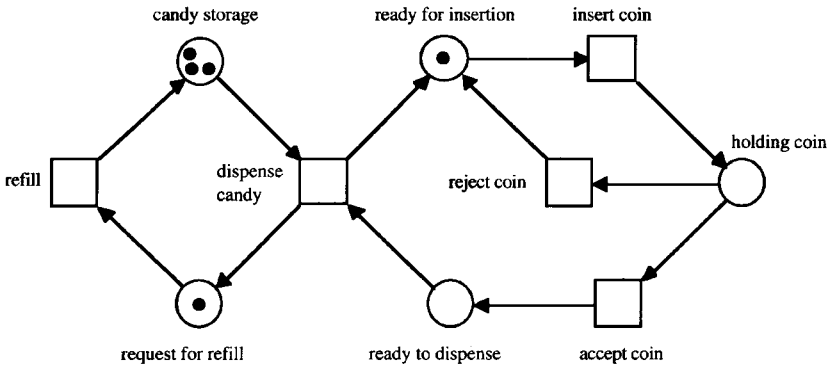 candy storage
ready for insertion
insert coin
holding coin
refill
dispense
candy
reject coin
request for refill
ready to dispense
accept coin